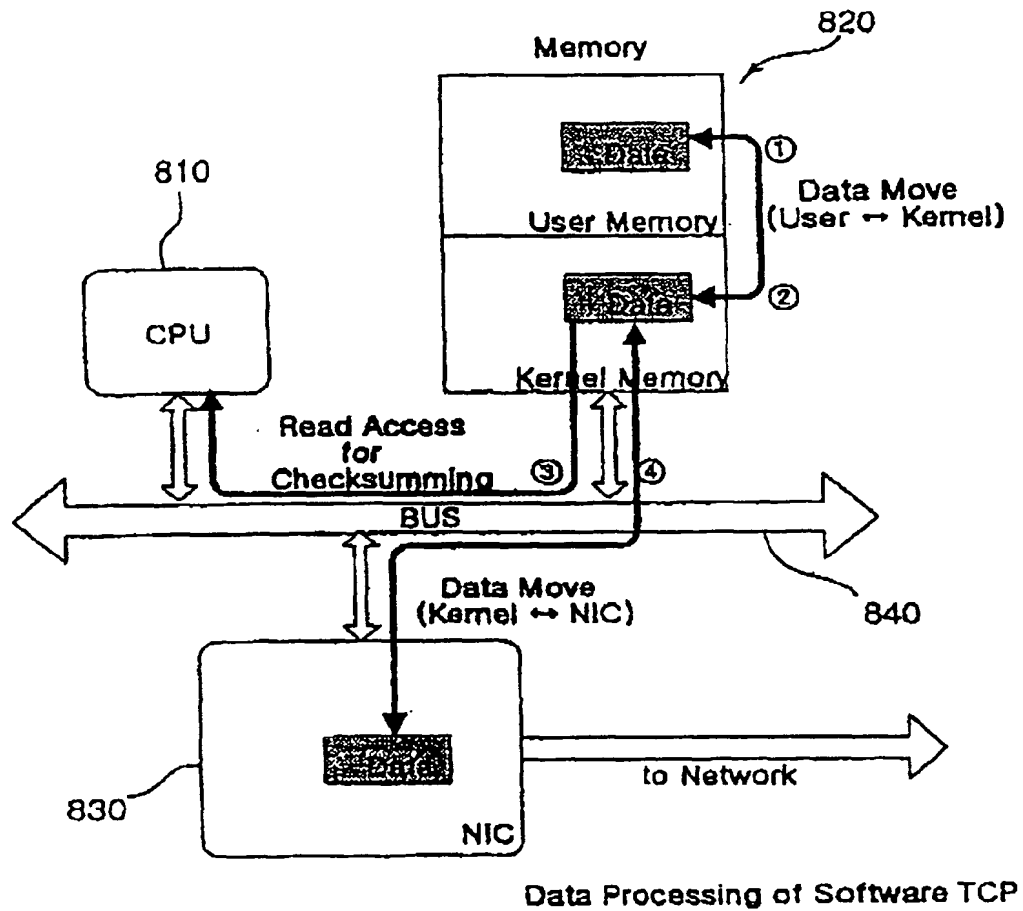 820
Memory
Data
①
810
Data Move
(User ↔ Kernel)
User Memory
Data
②
CPU
Kernel Memory
Read Access
for
Checksumming
③
④
BUS
Data Move
(Kernel ↔ NIC)
840
Data
to Network
830
NIC
Data Processing of Software TCP